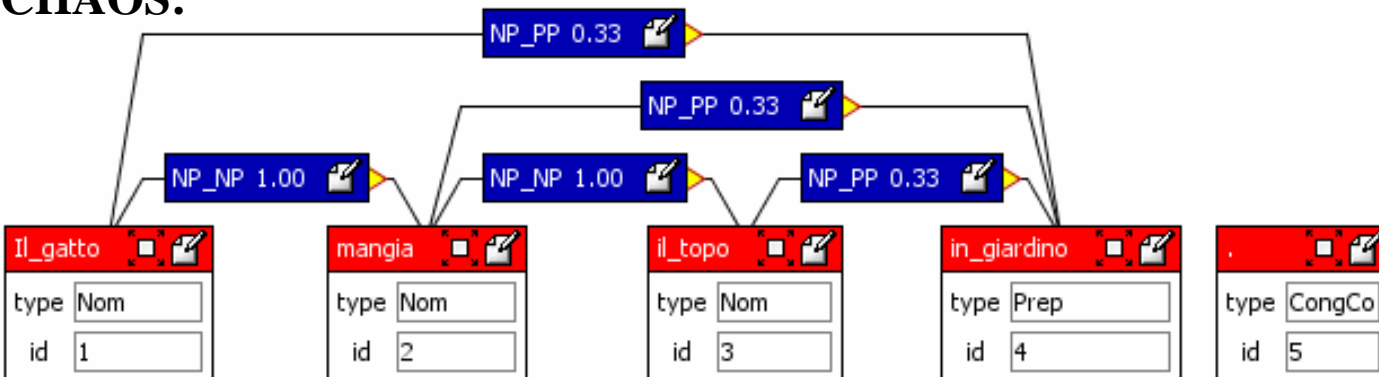 CHAOS:
NP_PP 0.33
NP_PP 0.33
NP_NP 1.00 NP_NP 1.00 NP_PP 0.33
Il_gatto mangia il_topo in_giardino .
type Nom type Nom type Nom type Prep type CongCo
id 1 id 2 id 3 id 4 id 5